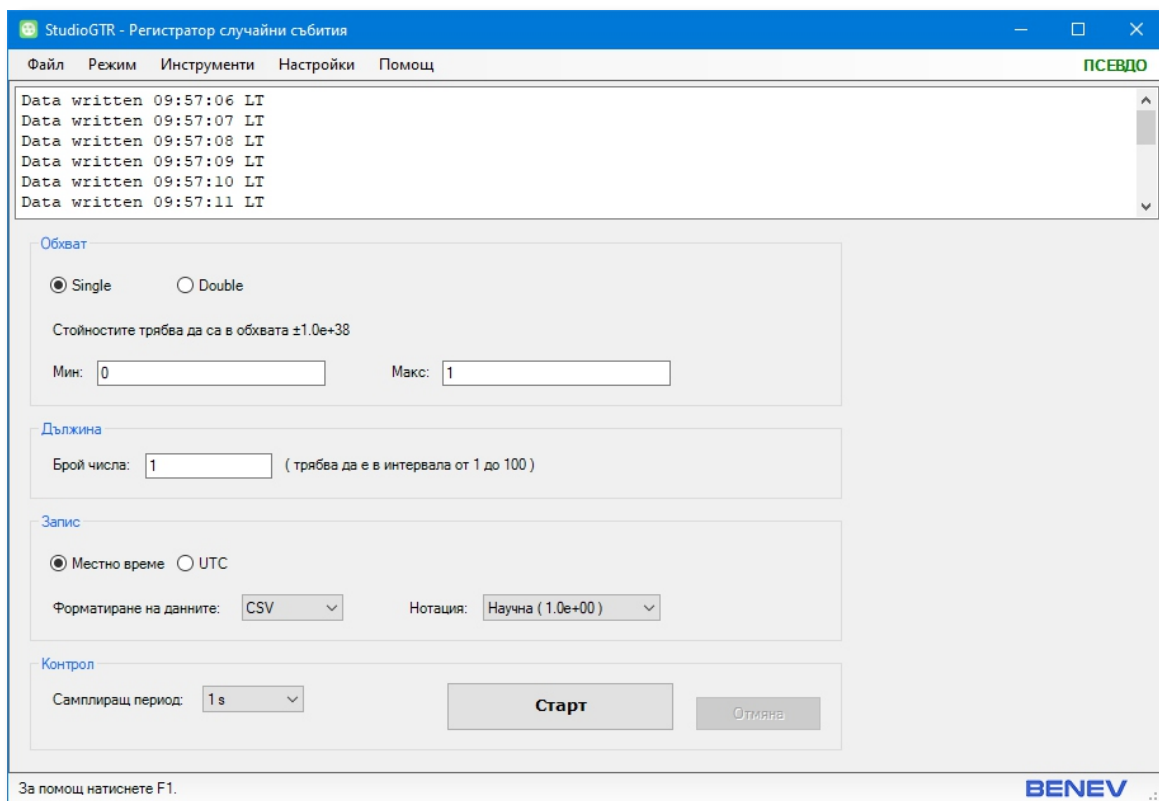 StudioGTR - Регистратор случайни събития
Файл Режим Инструменти Настройки Помощ ПСЕВДО
Data written 09:57:06 LT
Data written 09:57:07 LT
Data written 09:57:08 LT
Data written 09:57:09 LT
Data written 09:57:10 LT
Data written 09:57:11 LT
Обхват
Single Double
Стойностите трябва да са в обхвата ±1.0e+38
Мин: 0 Макс: 1
Дължина
Брой числа: 1 ( трябва да е в интервала от 1 до 100 )
Запис
Местно време UTC
Форматиране на данните: CSV Нотация: Научна ( 1.0e+00 )
Контрол
Самплиращ период: 1 s Старт Отмяна
За помощ натиснете F1. BENEV